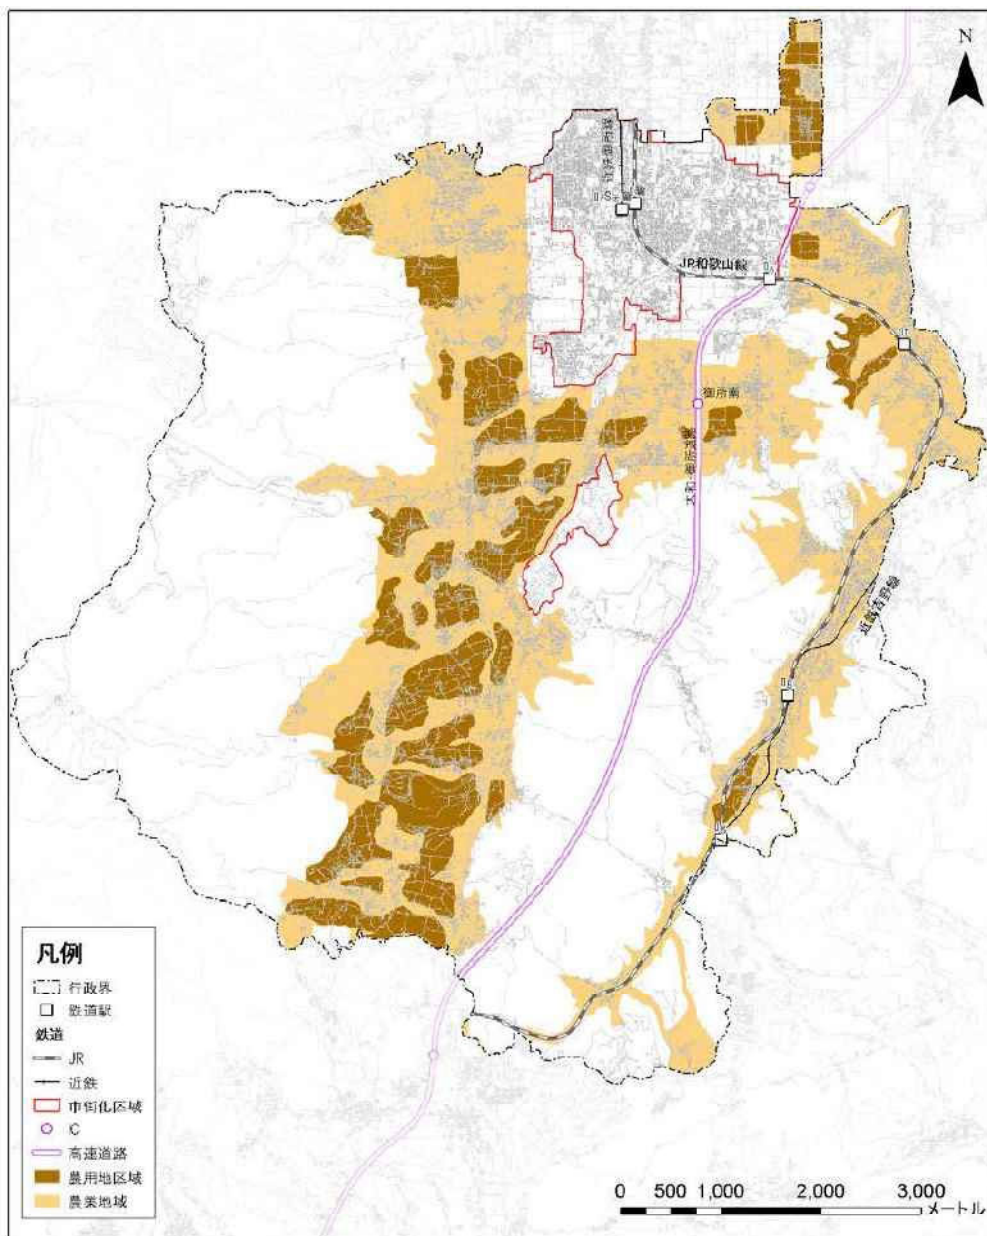 N
JR和歌山線
御所南
近鉄吉野線
凡例
行政界
鉄道駅
鉄道
JR
近鉄
市街化区域
IC
高速道路
農用地区域
農業地域
0 500 1,000 2,000 3,000
メートル